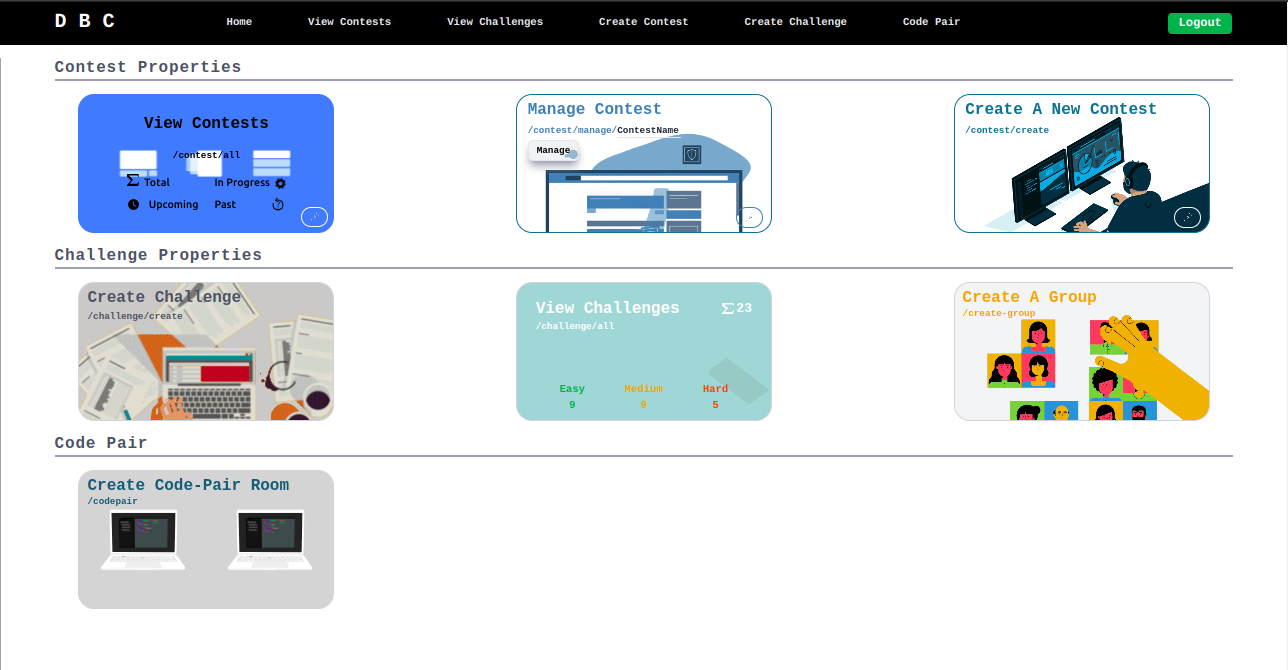 D B C
Home View Contests View Challenges Create Contest Create Challenge Code Pair Logout
Contest Properties
View Contests
/contest/all
Total In Progress
Upcoming Past
Manage Contest
/contest/manage/ContestName
Manage
Create A New Contest
/contest/create
Challenge Properties
Create Challenge
/challenge/create
View Challenges Σ 23
/challenge/all
Easy Medium Hard
9 9 5
Create A Group
/create-group
Code Pair
Create Code-Pair Room
/codepair